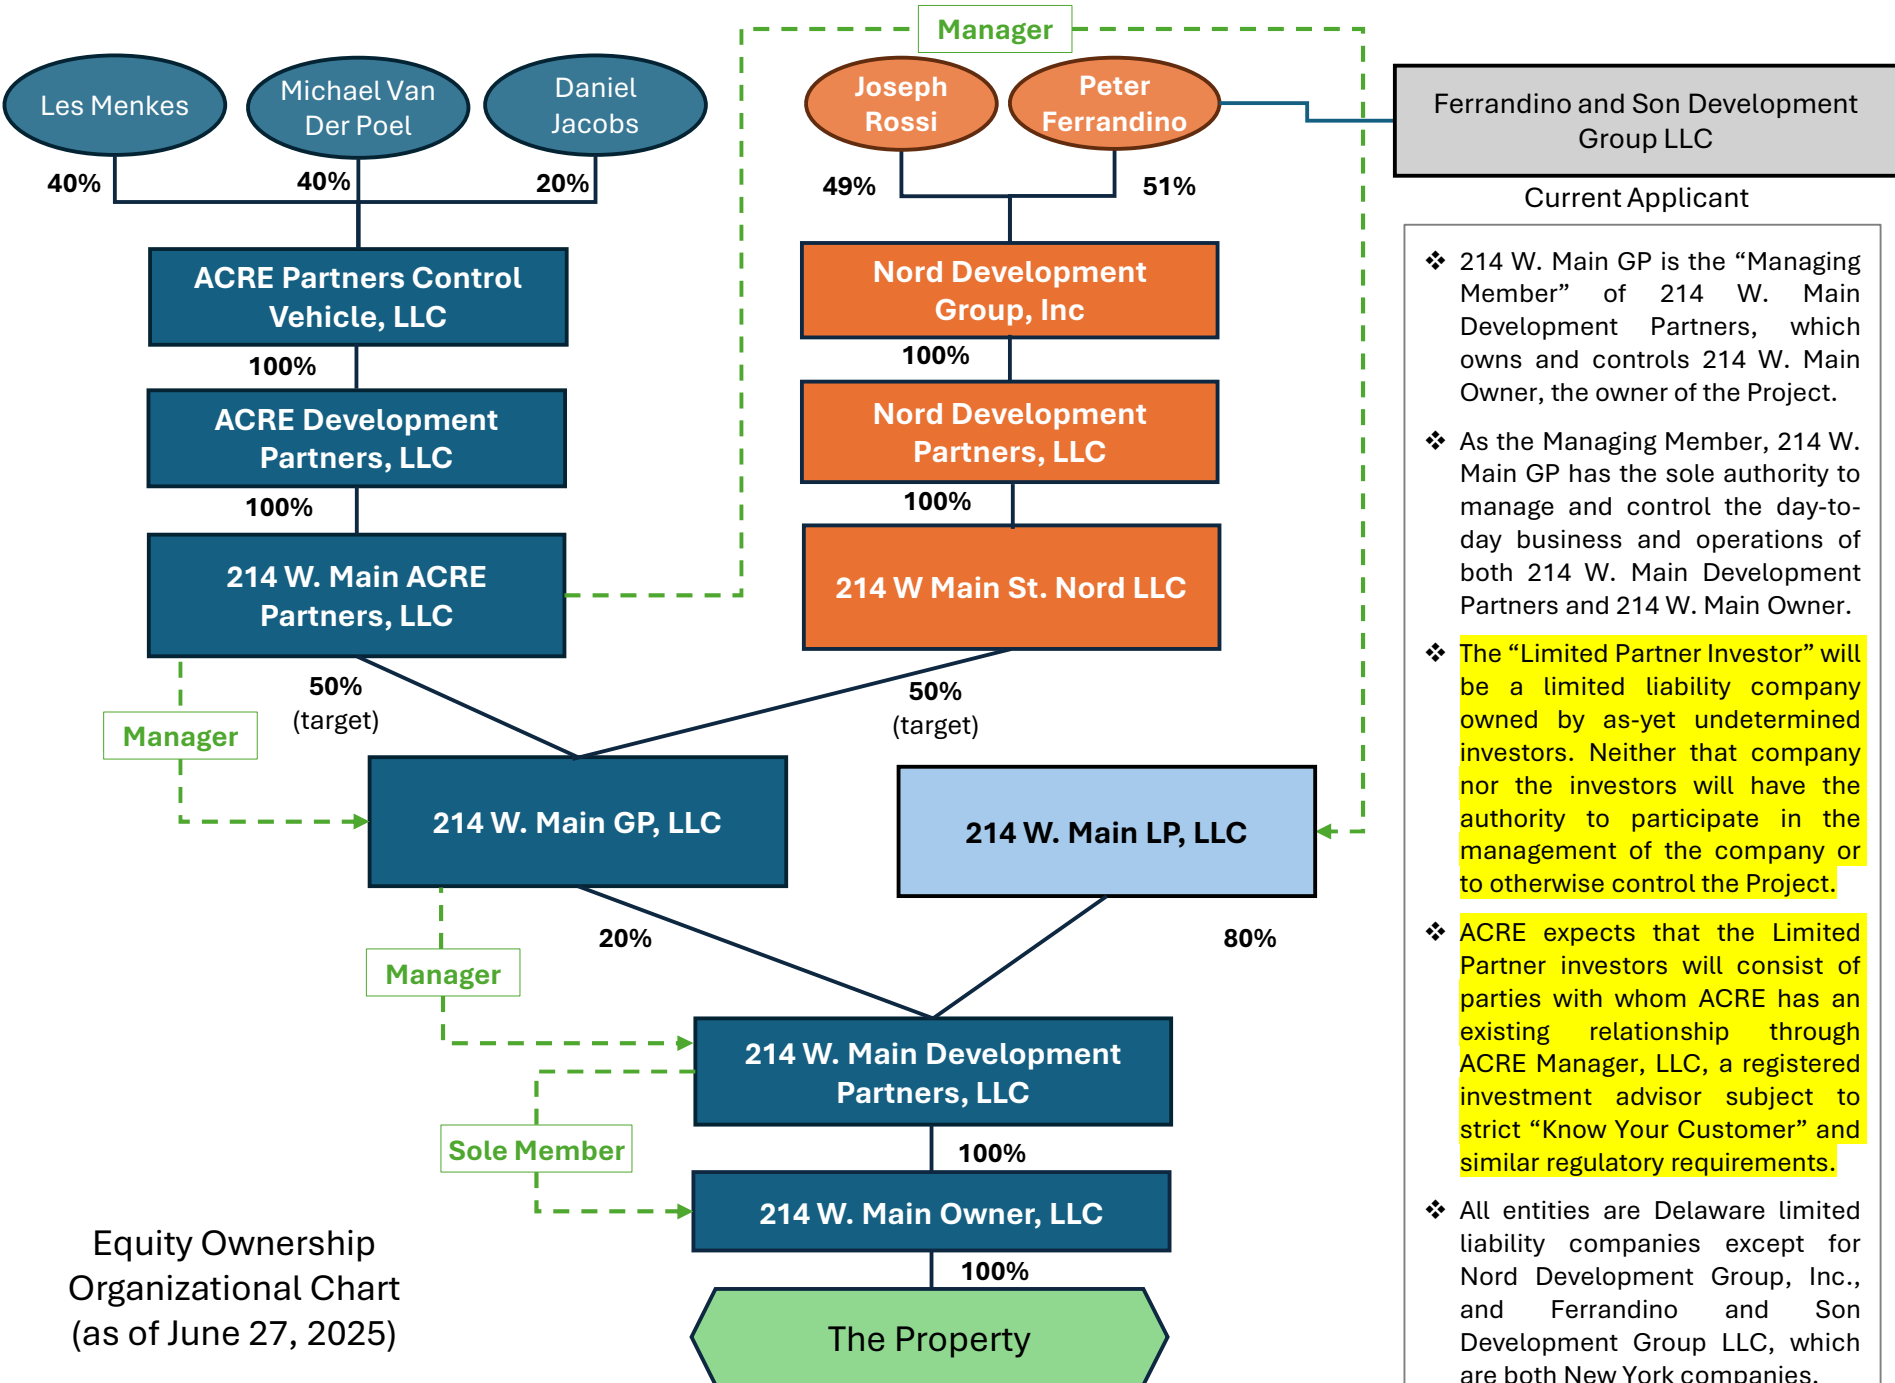 Manager
Les Menkes
Michael Van
Der Poel
Daniel
Jacobs
Joseph
Rossi
Peter
Ferrandino
Ferrandino and Son Development
Group LLC
Current Applicant
40%
40%
20%
49%
51%
ACRE Partners Control
Vehicle, LLC
Nord Development
Group, Inc
100%
100%
ACRE Development
Partners, LLC
Nord Development
Partners, LLC
100%
100%
214 W. Main ACRE
Partners, LLC
214 W Main St. Nord LLC
50%
(target)
50%
(target)
Manager
214 W. Main GP, LLC
214 W. Main LP, LLC
20%
80%
Manager
214 W. Main Development
Partners, LLC
Sole Member
100%
214 W. Main Owner, LLC
100%
The Property
Equity Ownership
Organizational Chart
(as of June 27, 2025)
❖ 214 W. Main GP is the “Managing
Member” of 214 W. Main
Development Partners, which
owns and controls 214 W. Main
Owner, the owner of the Project.
❖ As the Managing Member, 214 W.
Main GP has the sole authority to
manage and control the day-to-
day business and operations of
both 214 W. Main Development
Partners and 214 W. Main Owner.
❖ The “Limited Partner Investor” will
be a limited liability company
owned by as-yet undetermined
investors. Neither that company
nor the investors will have the
authority to participate in the
management of the company or
to otherwise control the Project.
❖ ACRE expects that the Limited
Partner investors will consist of
parties with whom ACRE has an
existing relationship through
ACRE Manager, LLC, a registered
investment advisor subject to
strict “Know Your Customer” and
similar regulatory requirements.
❖ All entities are Delaware limited
liability companies except for
Nord Development Group, Inc.,
and Ferrandino and Son
Development Group LLC, which
are both New York companies.